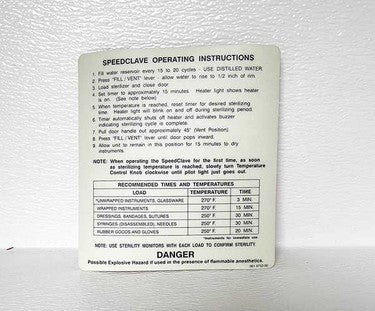 SPEEDCLAVE OPERATING INSTRUCTIONS
1. Fill water reservoir every 15 to 20 cycles - USE DISTILLED WATER
2. Press "FILL / VENT" lever - allow water to rise to 1/2 inch of rim.
3. Load sterilizer and close door.
4. Set timer to approximately 15 minutes. Heater light shows heater
is on. (See note below)
5. When temperature is reached, reset timer for desired sterilizing
time. Heater light will blink on and off during sterilizing period.
6. Timer automatically shuts off heater and activates buzzer
indicating sterilizing cycle is complete.
7. Pull door handle out approximately 45° (Vent Position)
8. Press "FILL / VENT" lever until door pops inward.
9. Allow unit to remain in this position for 15 minutes to dry
instruments.
NOTE: When operating the SpeedClave for the first time, as soon
as sterilizing temperature is reached, slowly turn Temperature
Control Knob clockwise until pilot light just goes out.
RECOMMENDED TIMES AND TEMPERATURES
LOAD TEMPERATURE TIME
*UNWRAPPED INSTRUMENTS, GLASSWARE 270° F. 3 MIN.
WRAPPED INSTRUMENTS 270° F. 15 MIN.
DRESSINGS, BANDAGES, SUTURES 250° F. 30 MIN.
SYRINGES (DISASSEMBLED), NEEDLES 250° F. 30 MIN.
RUBBER GOODS AND GLOVES 250° F. 20 MIN.
*Instruments for immediate use
NOTE: USE STERILITY MONITORS WITH EACH LOAD TO CONFIRM STERILITY.
DANGER
Possible Explosive Hazard if used in the presence of flammable anesthetics.